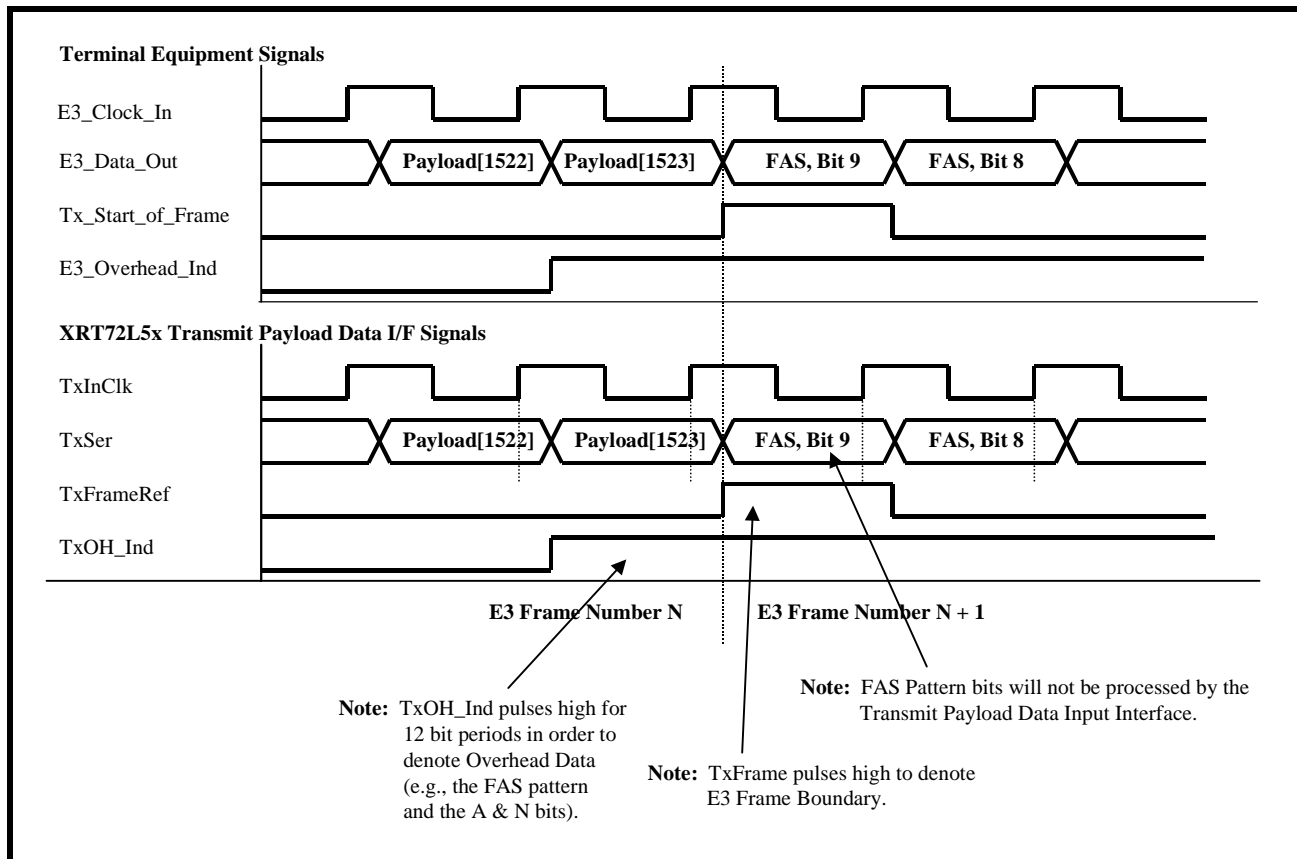 Terminal Equipment Signals
E3_Clock_In
E3_Data_Out
Payload[1522] Payload[1523] FAS, Bit 9 FAS, Bit 8
Tx_Start_of_Frame
E3_Overhead_Ind
XRT72L5x Transmit Payload Data I/F Signals
TxInClk
TxSer
Payload[1522] Payload[1523] FAS, Bit 9 FAS, Bit 8
TxFrameRef
TxOH_Ind
E3 Frame Number N E3 Frame Number N + 1
Note: FAS Pattern bits will not be processed by the
Transmit Payload Data Input Interface.
Note: TxOH_Ind pulses high for
12 bit periods in order to
denote Overhead Data
(e.g., the FAS pattern
and the A & N bits).
Note: TxFrame pulses high to denote
E3 Frame Boundary.